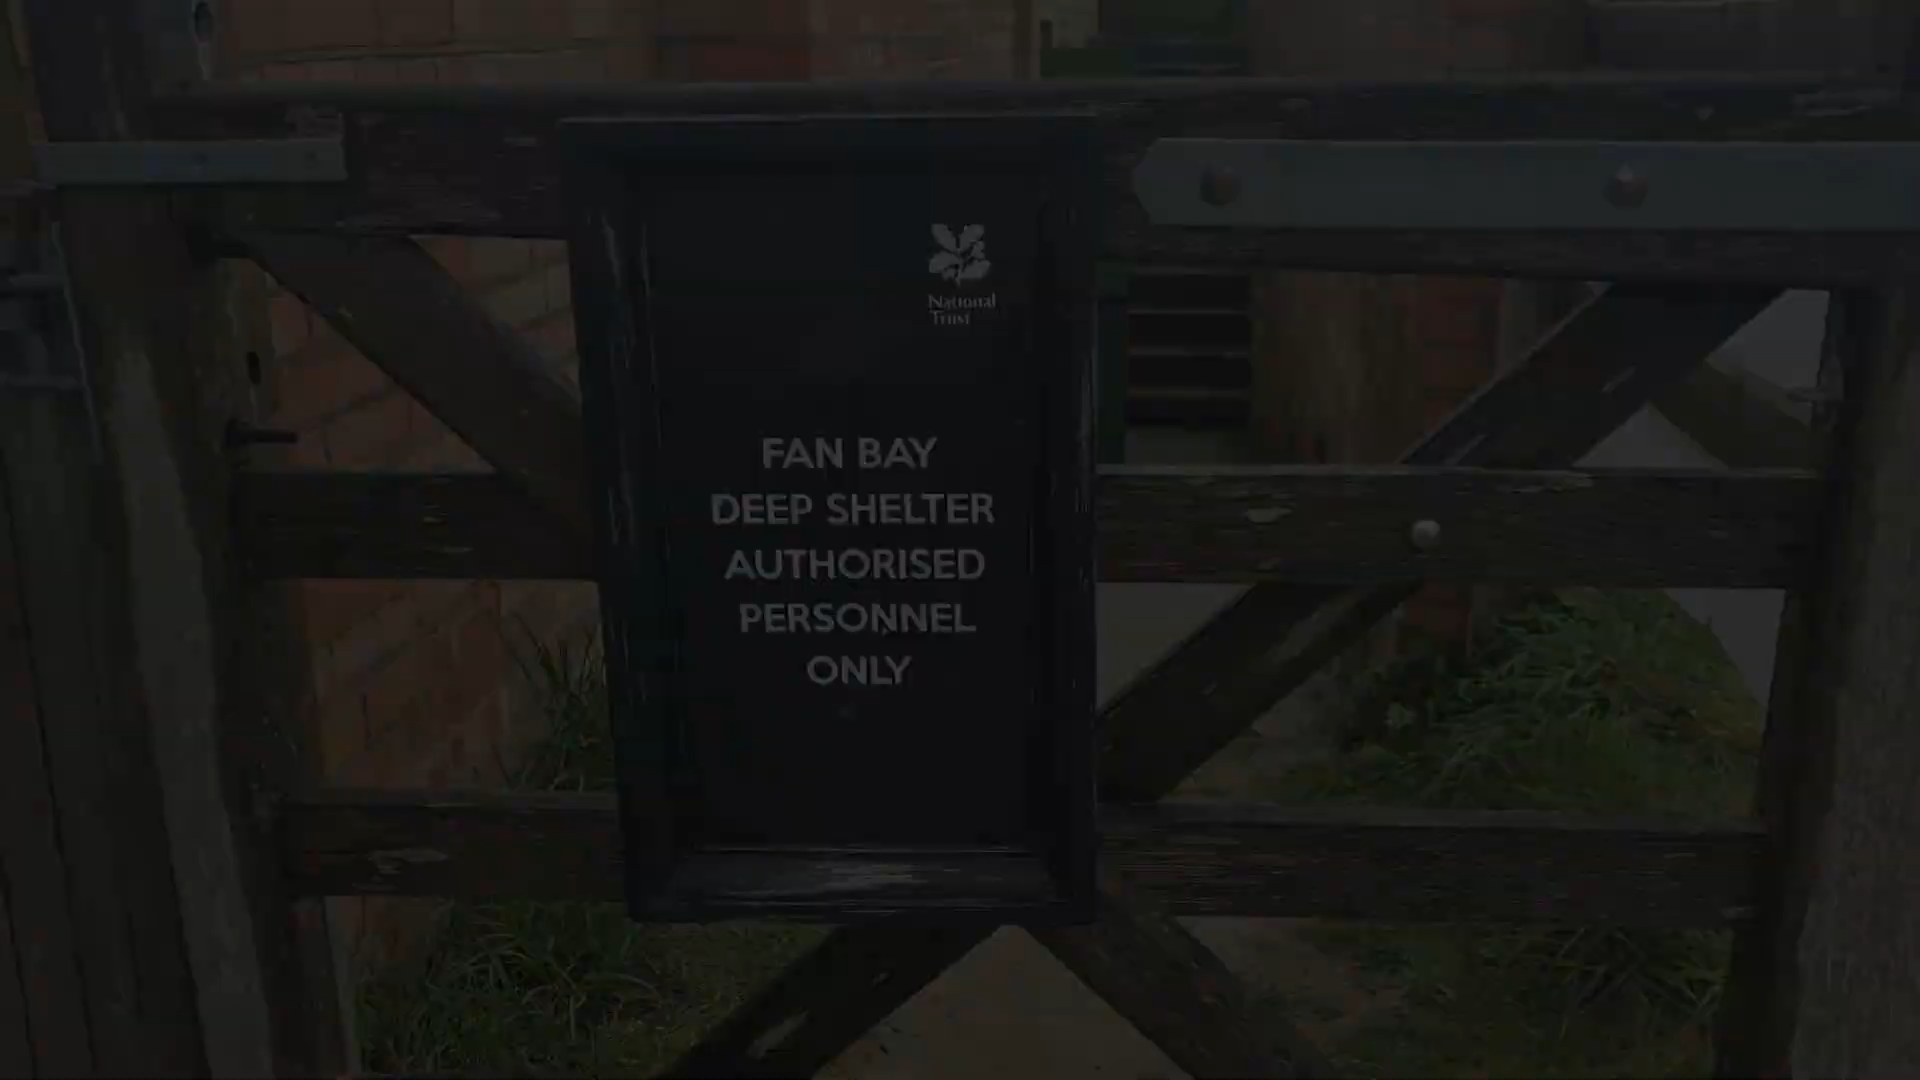 National
Trust
FAN BAY
DEEP SHELTER
AUTHORISED
PERSONNEL
ONLY